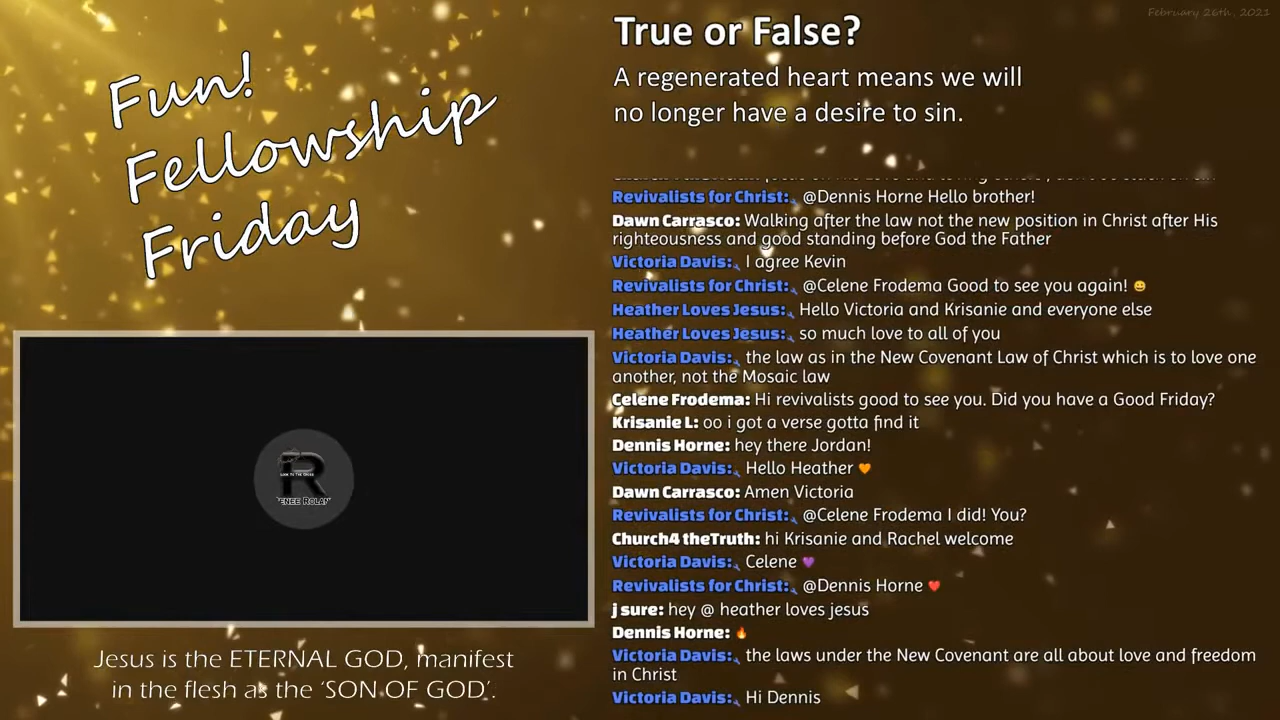 February 26th, 2021
Fun!
Fellowship
Friday
True or False?
A regenerated heart means we will
no longer have a desire to sin.
Revivalists for Christ: @Dennis Horne Hello brother!
Dawn Carrasco: Walking after the law not the new position in Christ after His
righteousness and good standing before God the Father
Victoria Davis: I agree Kevin
Revivalists for Christ: @Celene Frodema Good to see you again! 😄
Heather Loves Jesus: Hello Victoria and Krisanie and everyone else
Heather Loves Jesus: so much love to all of you
Victoria Davis: the law as in the New Covenant Law of Christ which is to love one
another, not the Mosaic law
Celene Frodema: Hi revivalists good to see you. Did you have a Good Friday?
Krisanie L: oo i got a verse gotta find it
Dennis Horne: hey there Jordan!
Victoria Davis: Hello Heather 🧡
Dawn Carrasco: Amen Victoria
Revivalists for Christ: @Celene Frodema I did! You?
Church4 theTruth: hi Krisanie and Rachel welcome
Victoria Davis: Celene 💜
Revivalists for Christ: @Dennis Horne ❤️
j sure: hey @ heather loves jesus
Dennis Horne: 🔥
Victoria Davis: the laws under the New Covenant are all about love and freedom
in Christ
Victoria Davis: Hi Dennis
R
Jesus is the ETERNAL GOD, manifest
in the flesh as the ‘SON OF GOD’.